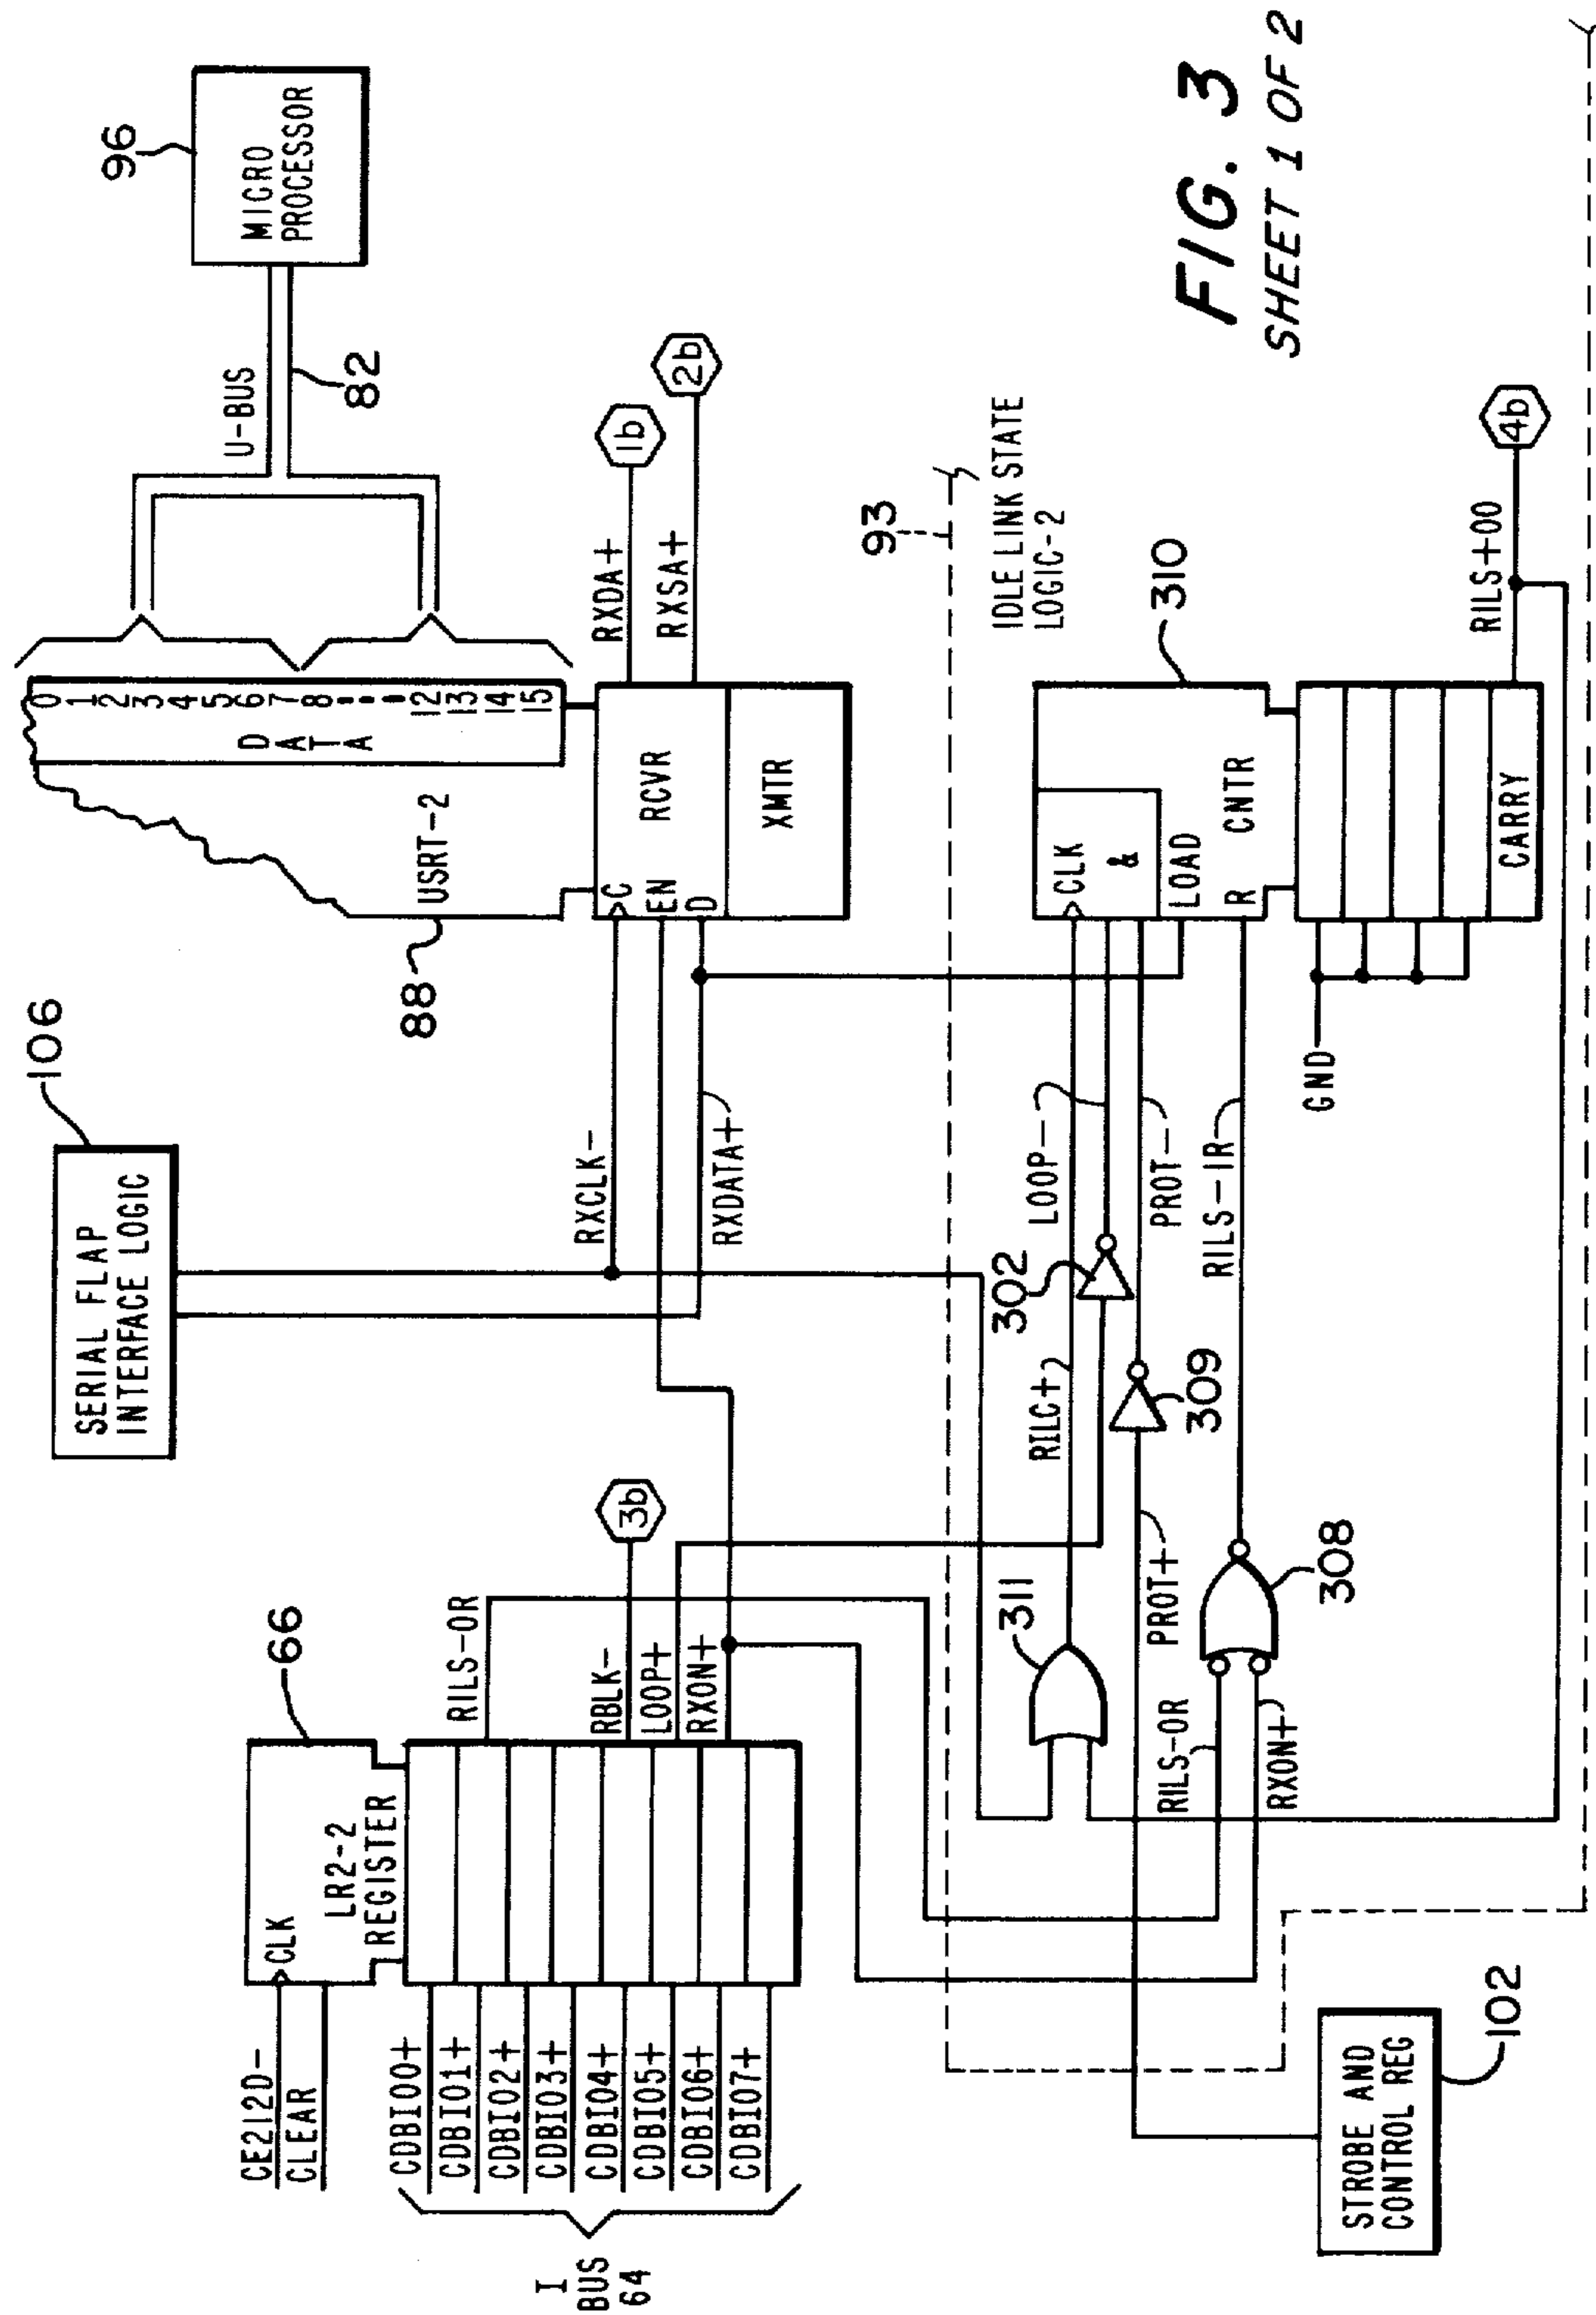 CE212D-
CLEAR
CLK
LR2-2
REGISTER
66
CDBI00+
CDBI01+
CDBI02+
CDBI03+
CDBI04+
CDBI05+
CDBI06+
CDBI07+
I
BUS
64
RILS-0R
RBLK-
LOOP+
RXON+
3b
SERIAL FLAP
INTERFACE LOGIC
106
RXCLK-
RXDATA+
88
USRT-2
DATA
0
1
2
3
4
5
6
7
8
12
13
14
15
C
EN
D
RCVR
XMTR
U-BUS
82
MICRO
PROCESSOR
96
RXDA+
1b
RXSA+
2b
93
IDLE LINK STATE
LOGIC-2
311
RILC+
302
LOOP-
PROT+
309
PROT-
RILS-0R
RXON+
308
RILS-1R
310
CLK
&
LOAD
R
CNTR
CARRY
GND
RILS+00
4b
STROBE AND
CONTROL REG
102
FIG. 3
SHEET 1 OF 2